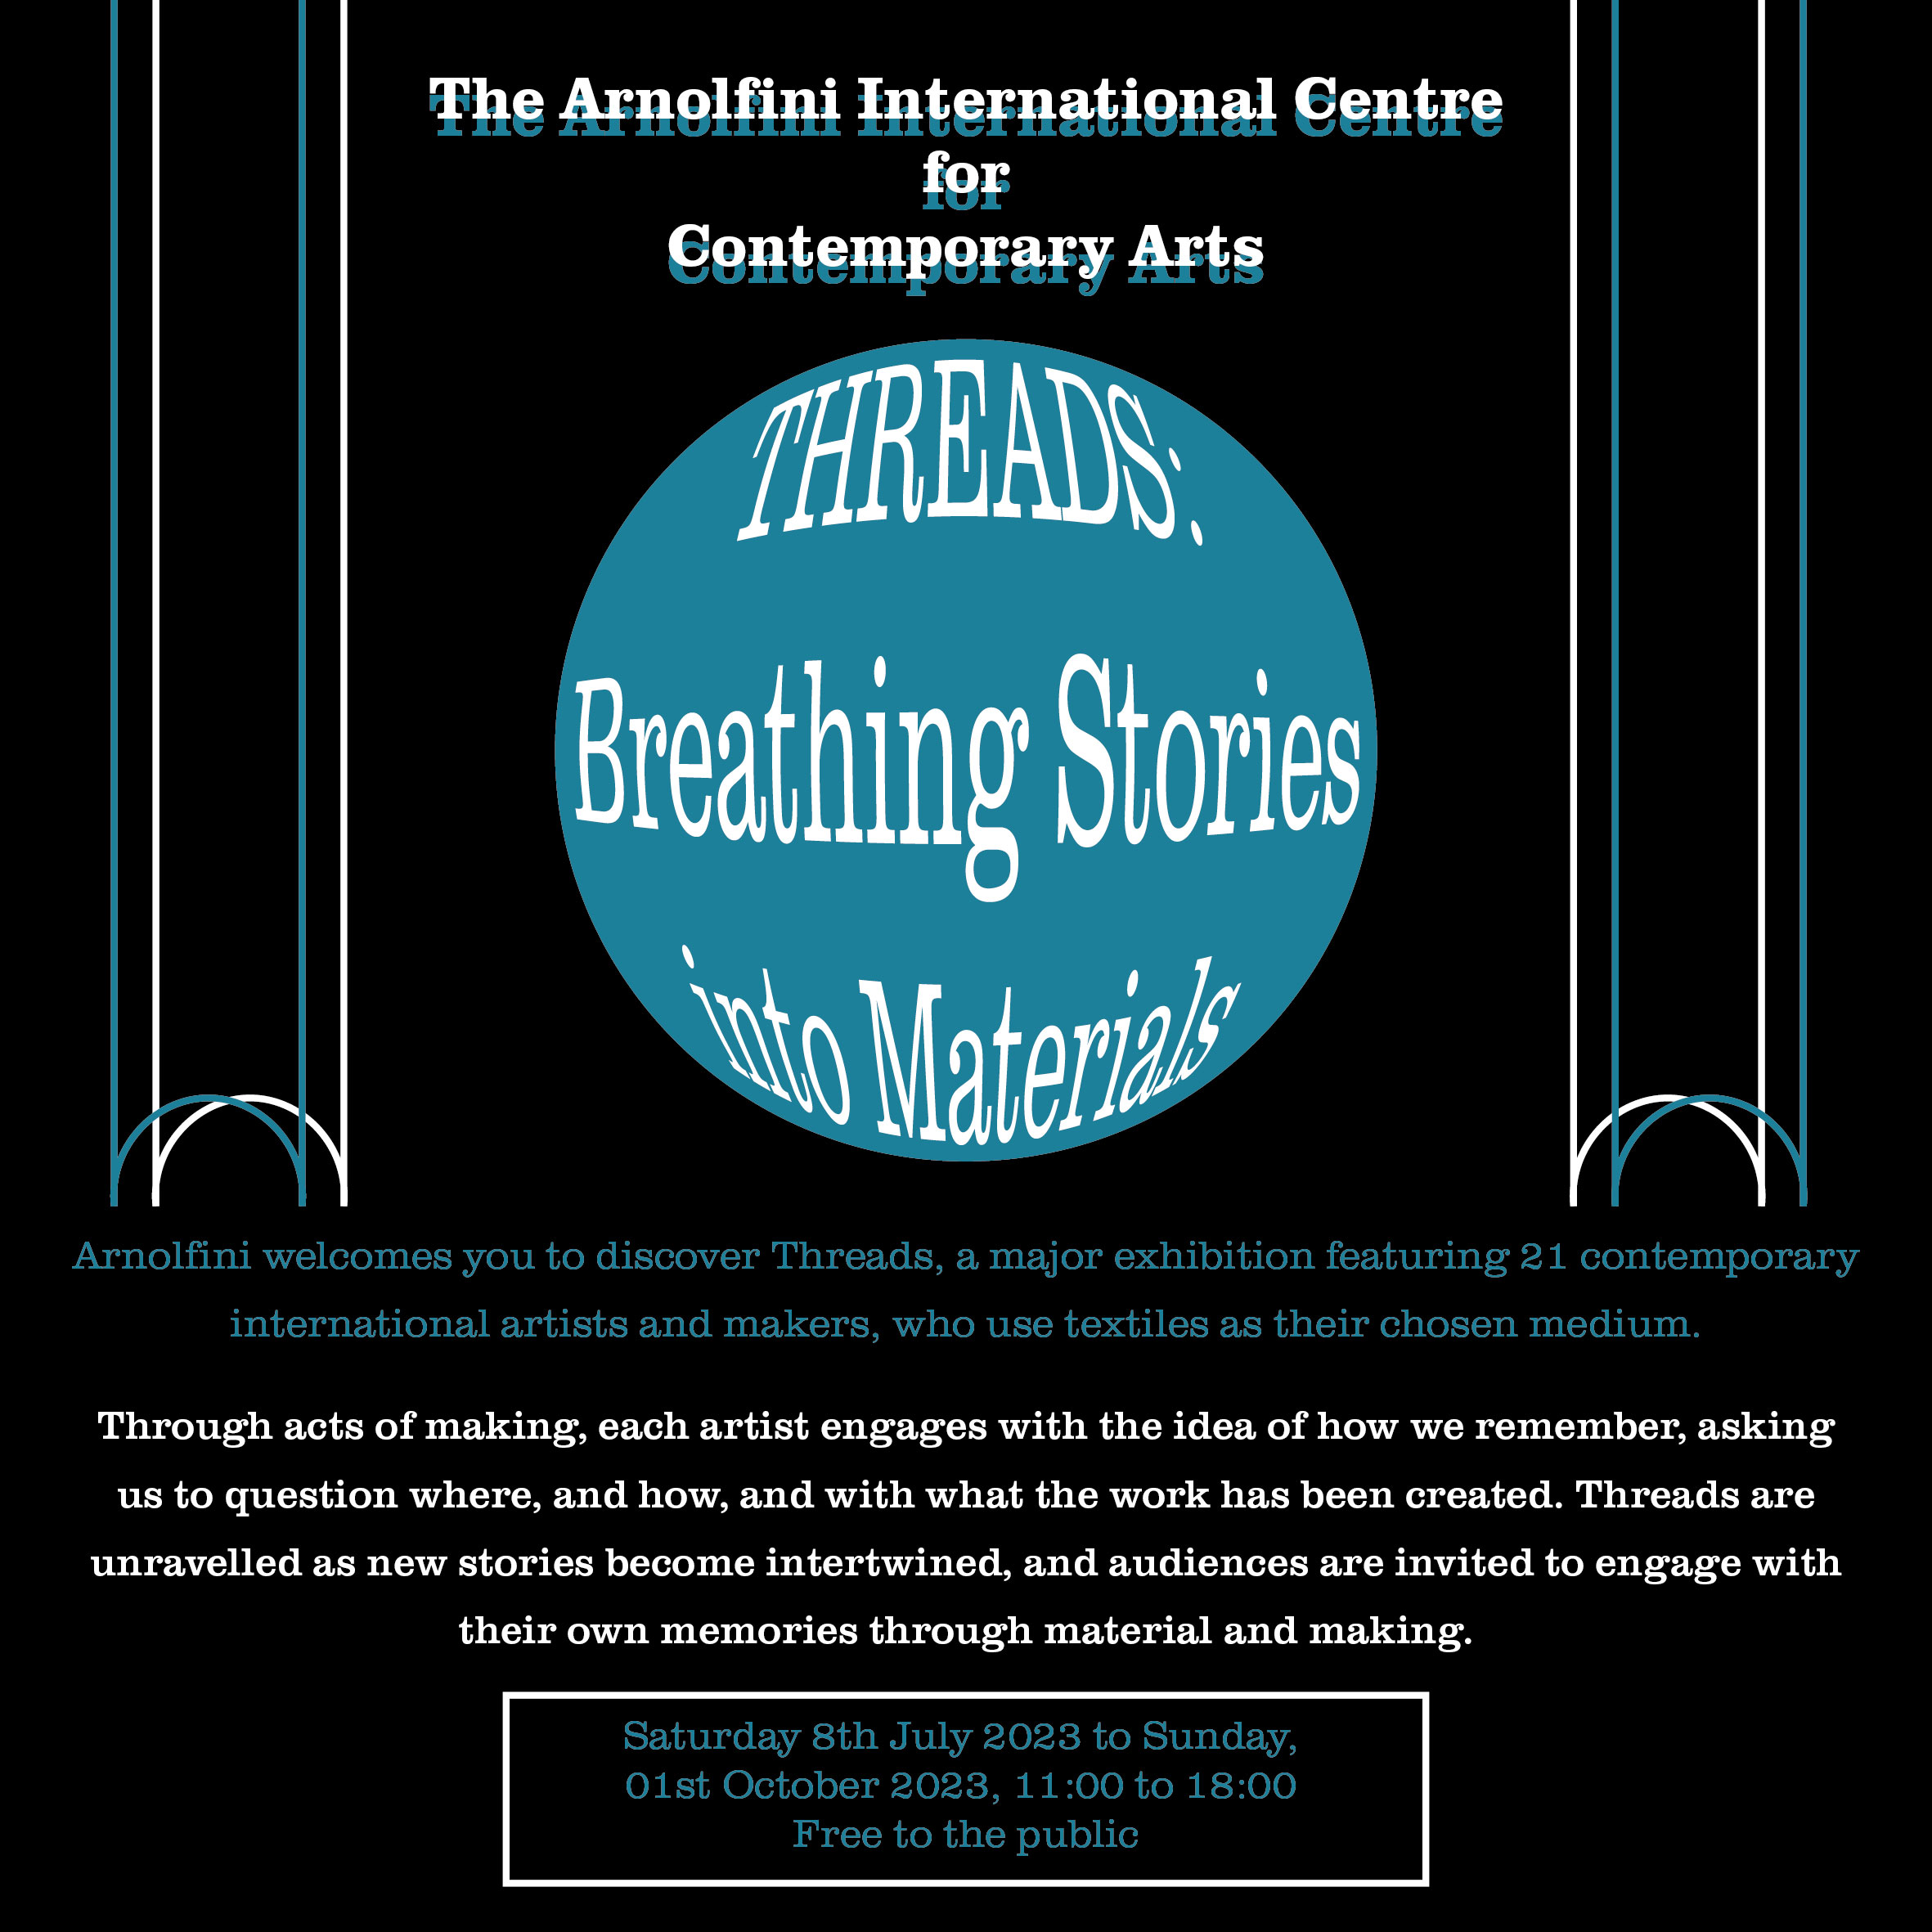 The Arnolfini International Centre
for
Contemporary Arts
THREADS:
Breathing Stories
into Materials
Arnolfini welcomes you to discover Threads, a major exhibition featuring 21 contemporary
international artists and makers, who use textiles as their chosen medium.
Through acts of making, each artist engages with the idea of how we remember, asking
us to question where, and how, and with what the work has been created. Threads are
unravelled as new stories become intertwined, and audiences are invited to engage with
their own memories through material and making.
Saturday 8th July 2023 to Sunday,
01st October 2023, 11:00 to 18:00
Free to the public